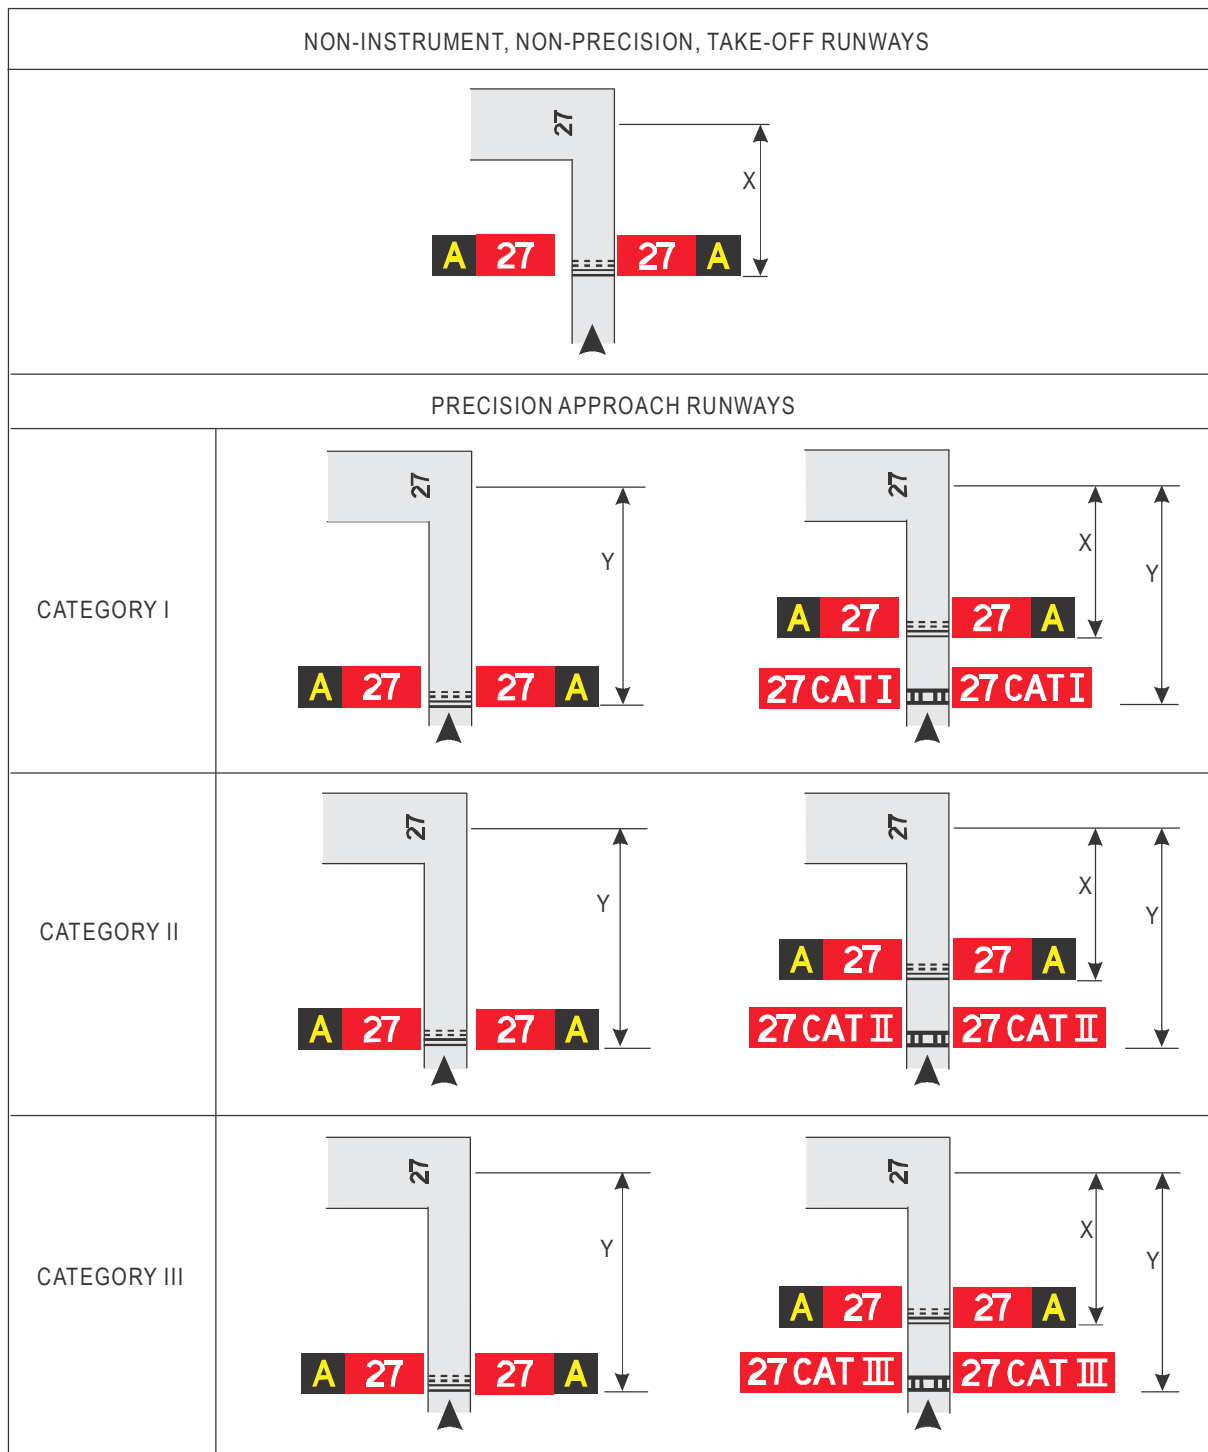 NON-INSTRUMENT, NON-PRECISION, TAKE-OFF RUNWAYS
27
X
A 27 27 A
PRECISION APPROACH RUNWAYS
CATEGORY I
27
Y
A 27 27 A
27
X
Y
A 27 27 A
27 CAT I 27 CAT I
CATEGORY II
27
Y
A 27 27 A
27
X
Y
A 27 27 A
27 CAT II 27 CAT II
CATEGORY III
27
Y
A 27 27 A
27
X
Y
A 27 27 A
27 CAT III 27 CAT III